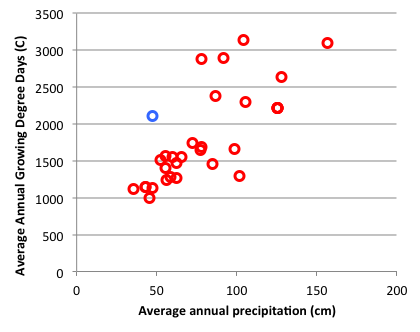 Average Annual Growing Degree Days (C)
3500
3000
2500
2000
1500
1000
500
0
0 50 100 150 200
Average annual precipitation (cm)